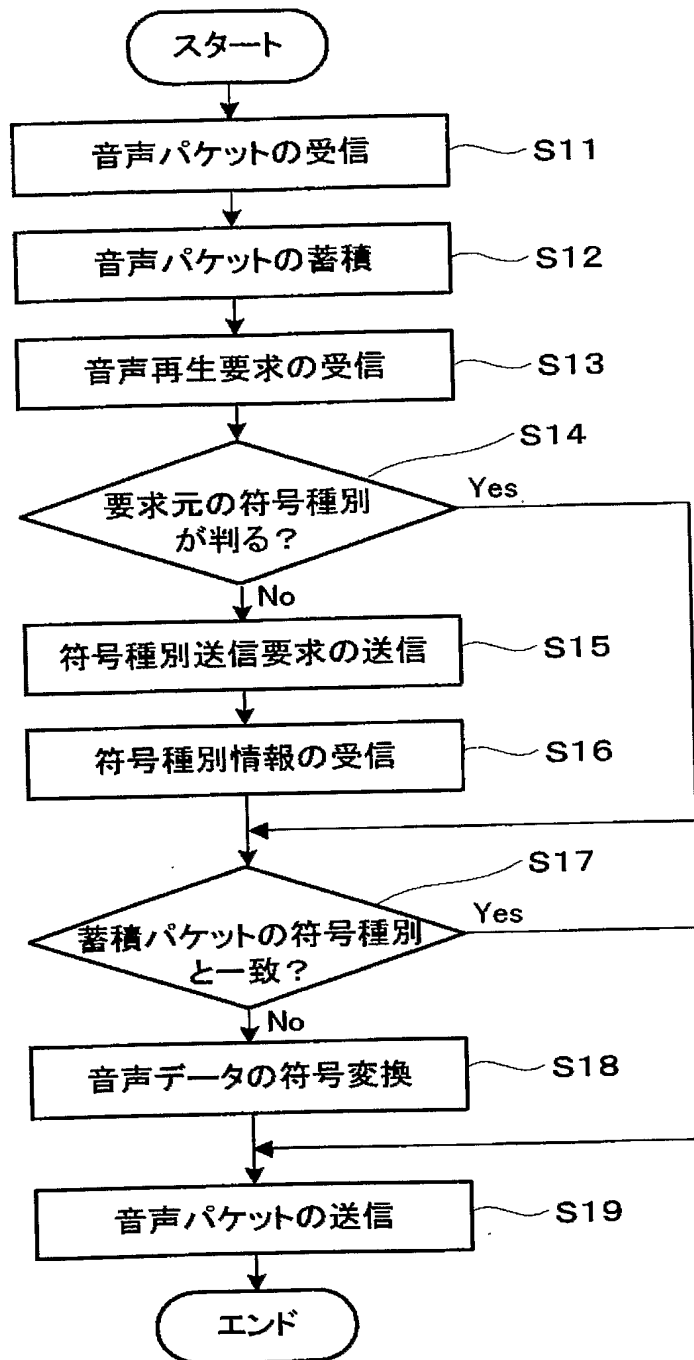 スタート
音声パケットの受信
S11
音声パケットの蓄積
S12
音声再生要求の受信
S13
S14
要求元の符号種別
が判る?
Yes
No
符号種別送信要求の送信
S15
符号種別情報の受信
S16
S17
蓄積パケットの符号種別
と一致?
Yes
No
音声データの符号変換
S18
音声パケットの送信
S19
エンド